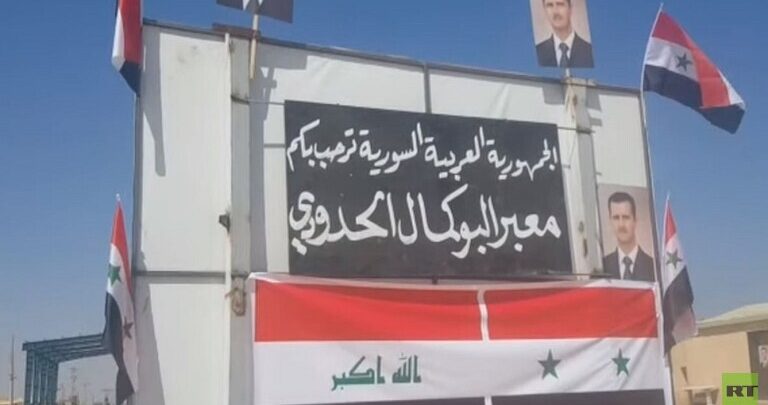 الجمهورية العربية السورية ترحب بكم
معبر البوكمال الحدودي
الله اكبر
RT